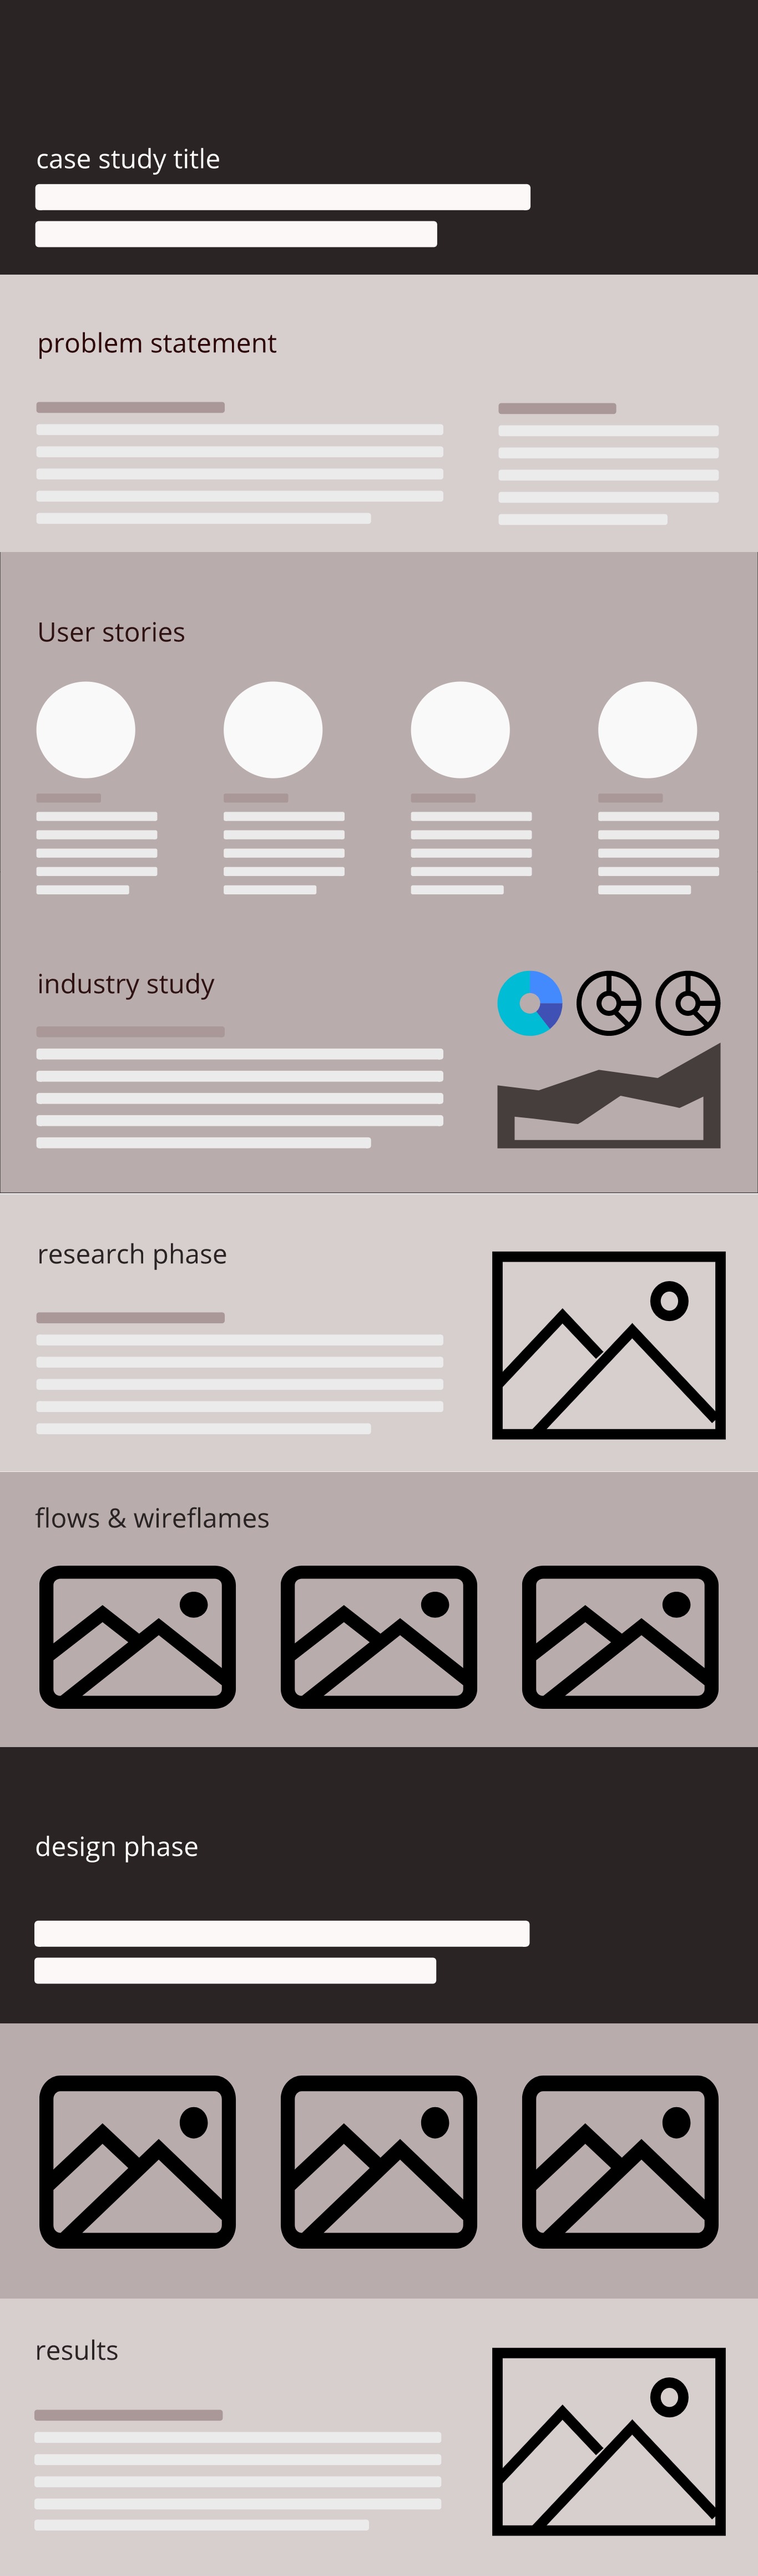 case study title
problem statement
User stories
industry study
research phase
flows & wireflames
design phase
results